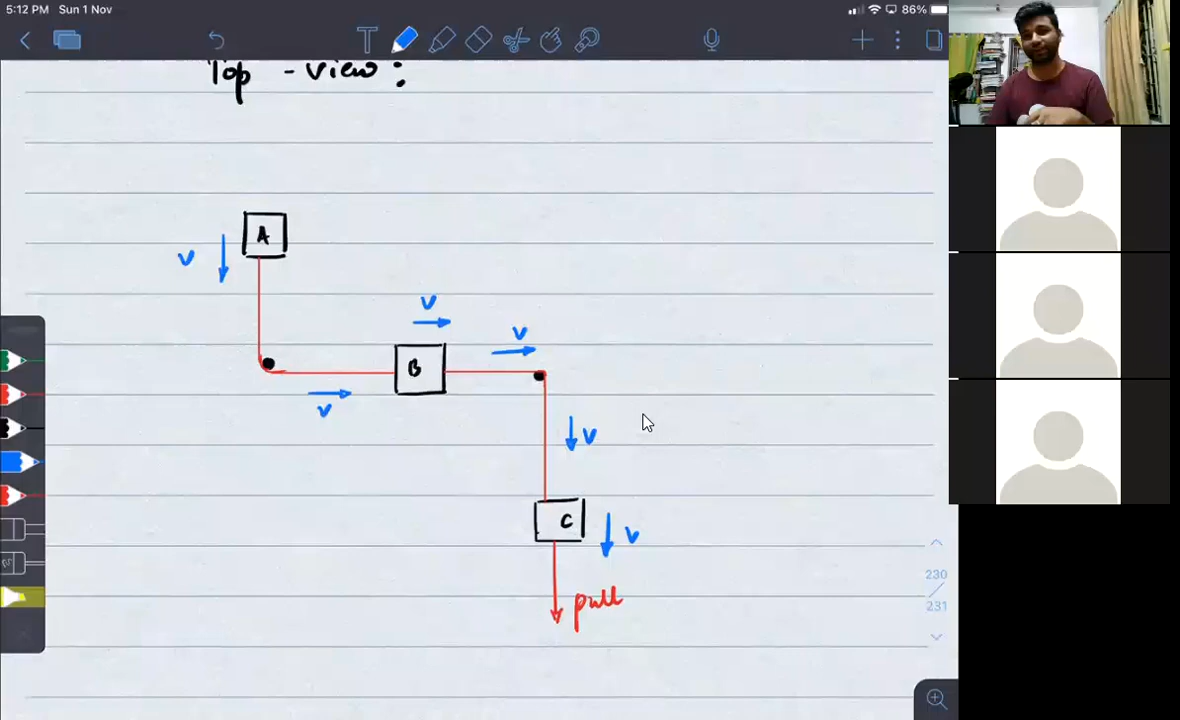 5:12 PM Sun 1 Nov
86%
T
Top - view:
A
v
v
B
v
v
v
C
v
pull
230
231